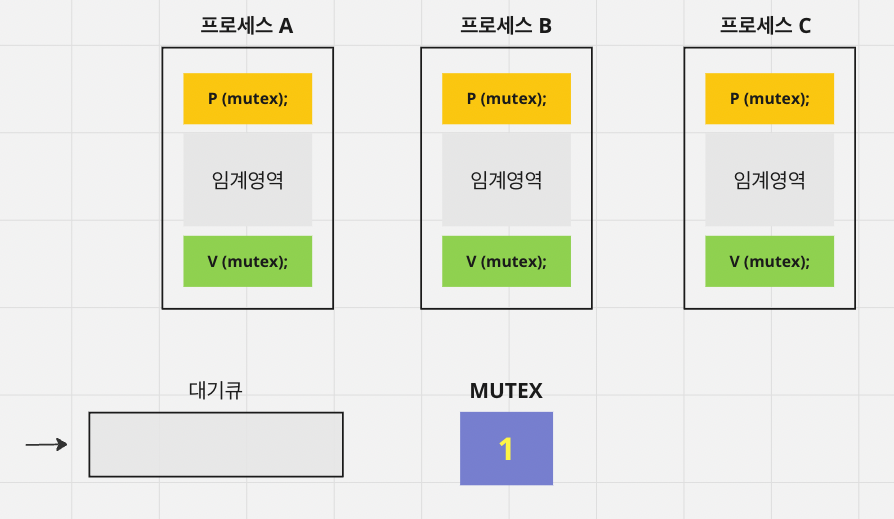 프로세스 A
프로세스 B
프로세스 C
P (mutex);
P (mutex);
P (mutex);
임계영역
임계영역
임계영역
V (mutex);
V (mutex);
V (mutex);
대기큐
MUTEX
1